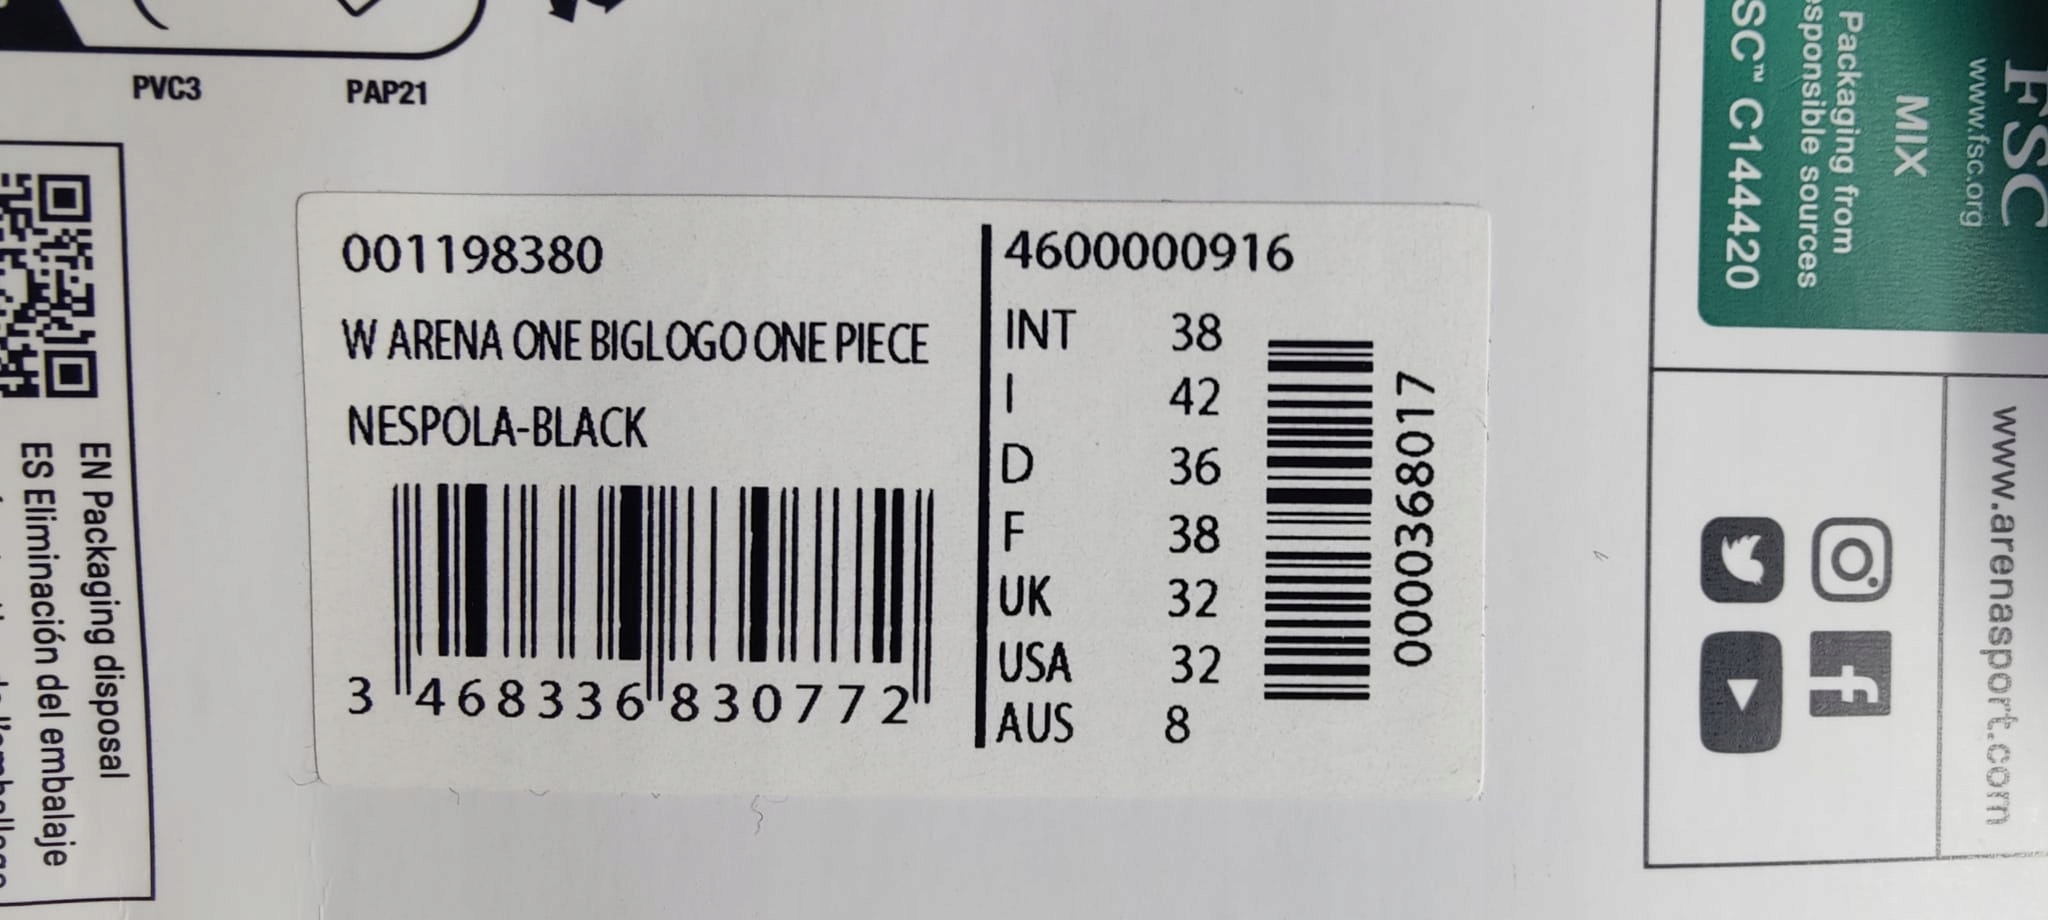 PVC3
PAP21
EN Packaging disposal
ES Eliminación del embalaje
001198380
W ARENA ONE BIGLOGO ONE PIECE
NESPOLA-BLACK
3 468336 830772
4600000916
INT 38
I 42
D 36
F 38
UK 32
USA 32
AUS 8
0000368017
FSC
www.fsc.org
MIX
Packaging from
responsible sources
FSC™ C144420
www.arenasport.com